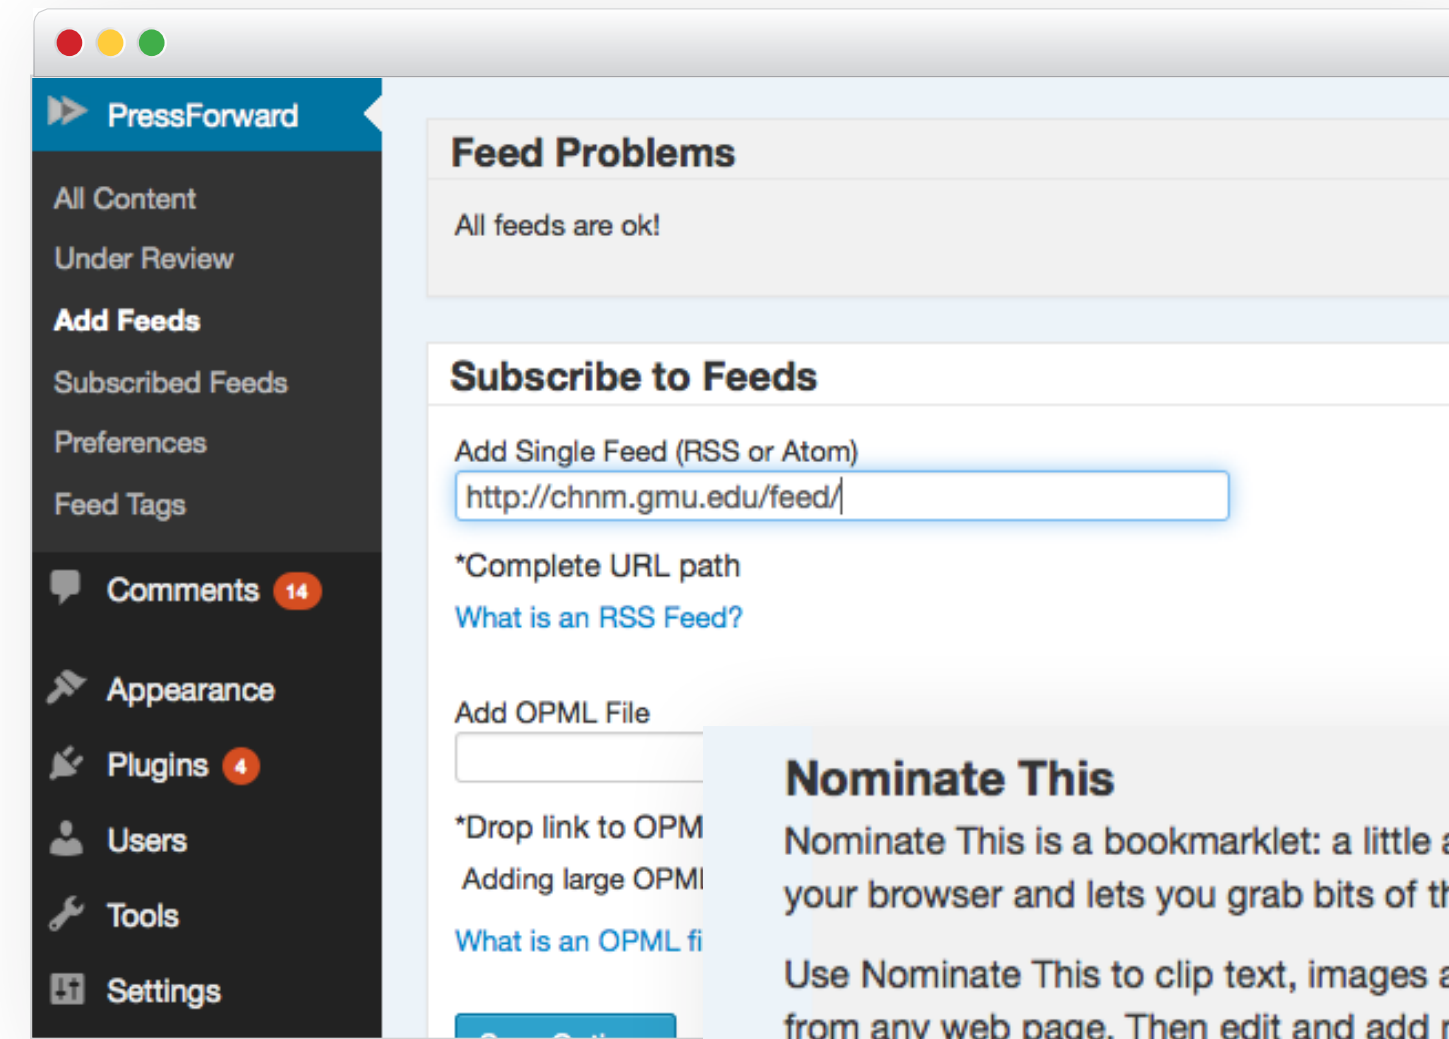 PressForward
All Content
Under Review
Add Feeds
Subscribed Feeds
Preferences
Feed Tags
Comments 14
Appearance
Plugins 4
Users
Tools
Settings
Feed Problems
All feeds are ok!
Subscribe to Feeds
Add Single Feed (RSS or Atom)
http://chnm.gmu.edu/feed/
*Complete URL path
What is an RSS Feed?
Add OPML File
*Drop link to OPM
Adding large OPM
What is an OPML fi
Nominate This
Nominate This is a bookmarklet: a little
your browser and lets you grab bits of
Use Nominate This to clip text, images
from any web page. Then edit and add